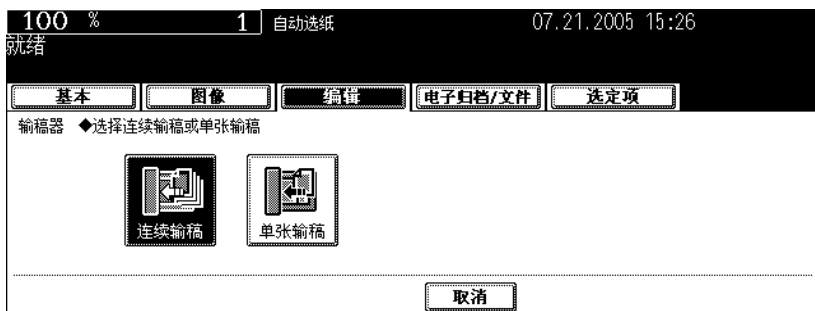 100 % 1 自动选纸 07.21.2005 15:26
就绪
基本 图像 编辑 电子归档/文件 选定项
输稿器 ◆选择连续输稿或单张输稿
连续输稿 单张输稿
取消